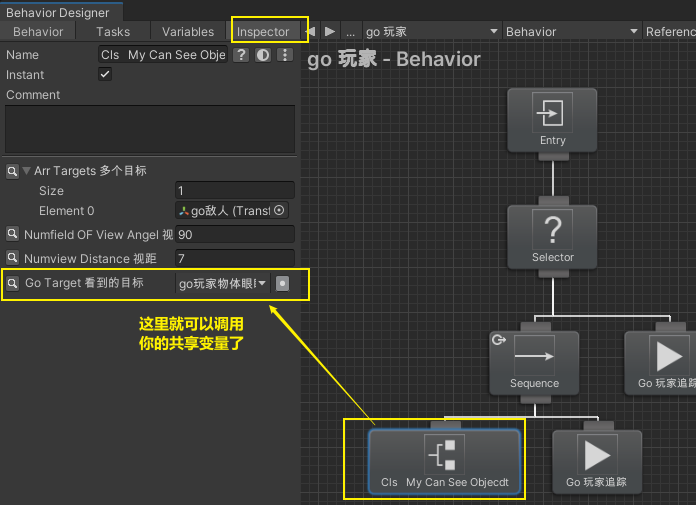 Behavior Designer
Behavior Tasks Variables Inspector ... go 玩家 Behavior Referenc
Name Cls My Can See Obje ?
Instant
Comment
go 玩家 - Behavior
Entry
Arr Targets 多个目标
Size 1
Element 0 go敌人 (Transf
Numfield OF View Angel 视 90
Numview Distance 视距 7
Go Target 看到的目标 go玩家物体眼
?
Selector
这里就可以调用
你的共享变量了
Sequence
Go 玩家追踪
Cls My Can See Objecdt
Go 玩家追踪